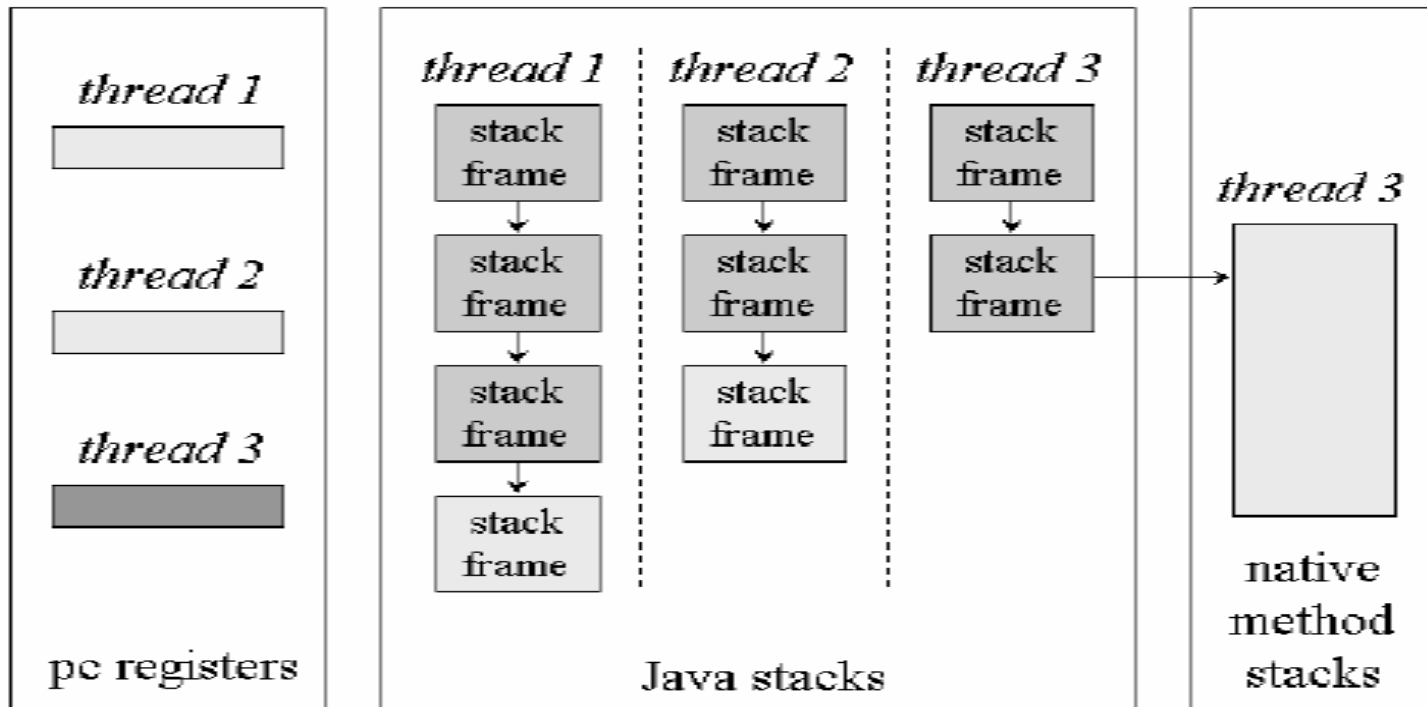 thread 1
thread 2
thread 3
pc registers
thread 1
stack
frame
stack
frame
stack
frame
stack
frame
thread 2
stack
frame
stack
frame
stack
frame
thread 3
stack
frame
stack
frame
Java stacks
thread 3
native
method
stacks